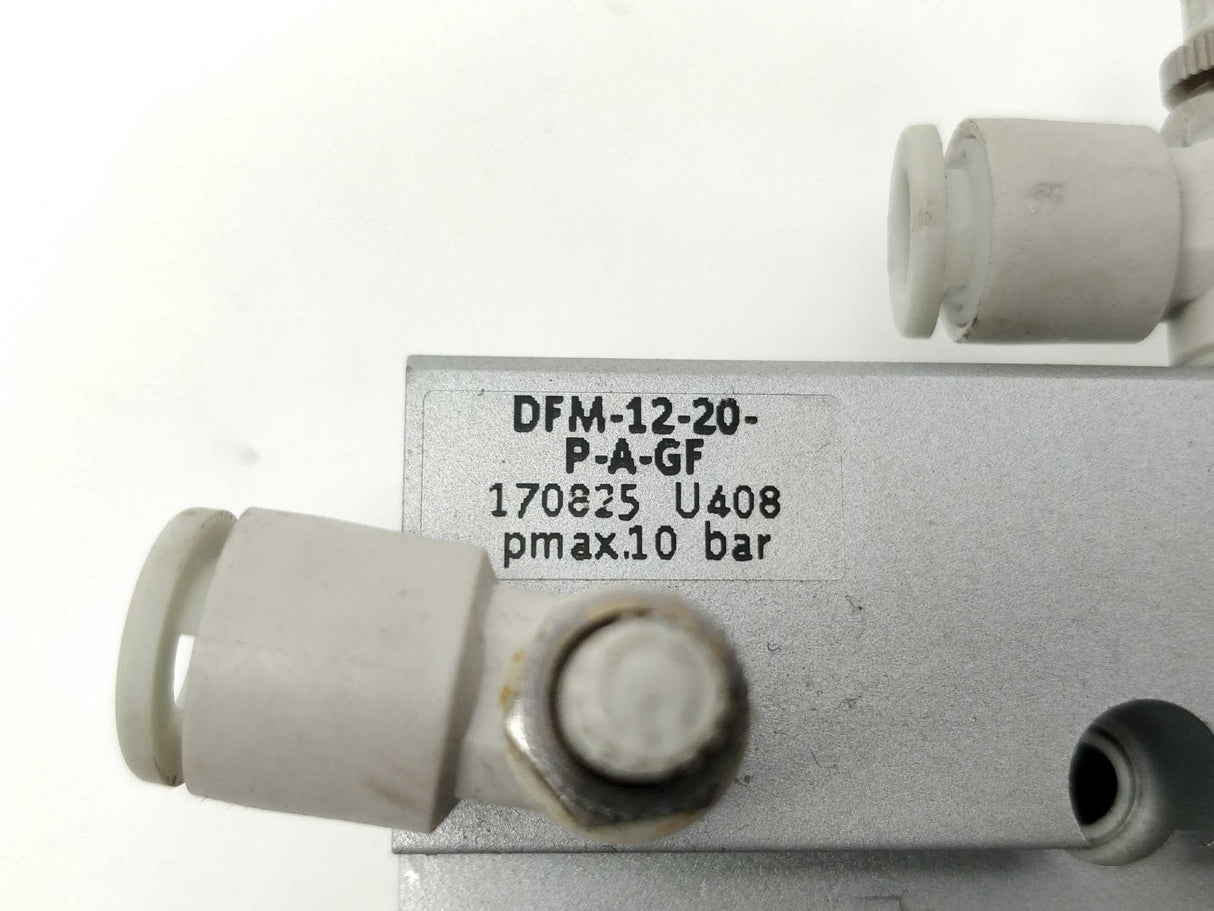 DFM-12-20-
P-A-GF
170825 U408
pmax.10 bar